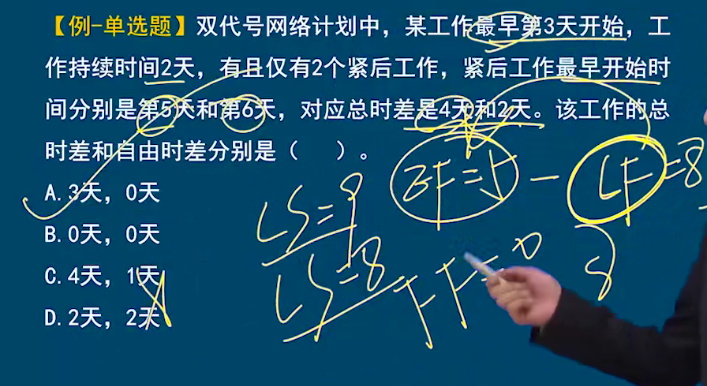 【例-单选题】双代号网络计划中，某工作最早第3天开始，工
作持续时间2天，有且仅有2个紧后工作，紧后工作最早开始时
间分别是第5天和第6天，对应总时差是4天和2天。该工作的总
时差和自由时差分别是（ ）。
A.3天，0天
B.0天，0天
C.4天，1天
D.2天，2天
EF=5 - LF=8
LS=9
LS=8
FF=0
8